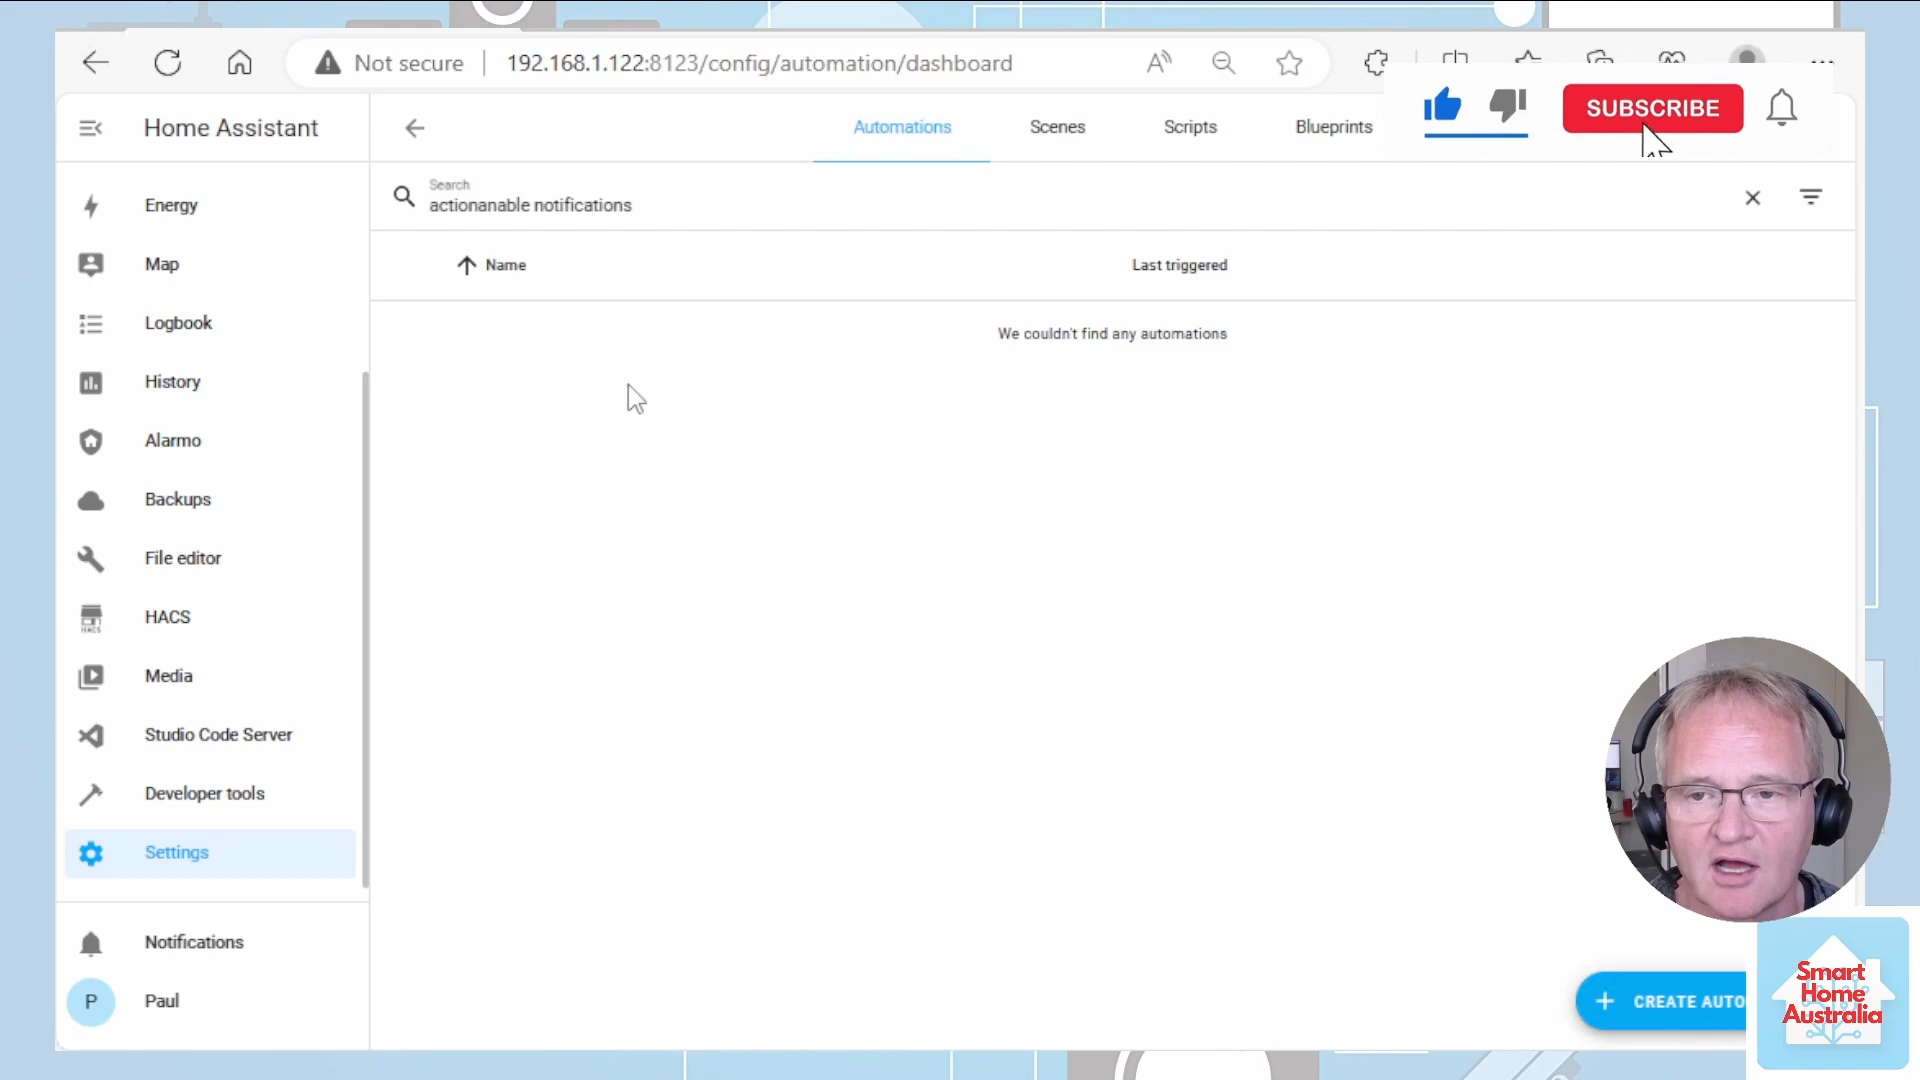 Not secure
192.168.1.122:8123/config/automation/dashboard
Home Assistant
Automations
Scenes
Scripts
Blueprints
SUBSCRIBE
Search
actionanable notifications
Name
Last triggered
We couldn't find any automations
Energy
Map
Logbook
History
Alarmo
Backups
File editor
HACS
HACS
Media
Studio Code Server
Developer tools
Settings
Notifications
P
Paul
CREATE AUTO
Smart
Home
Australia